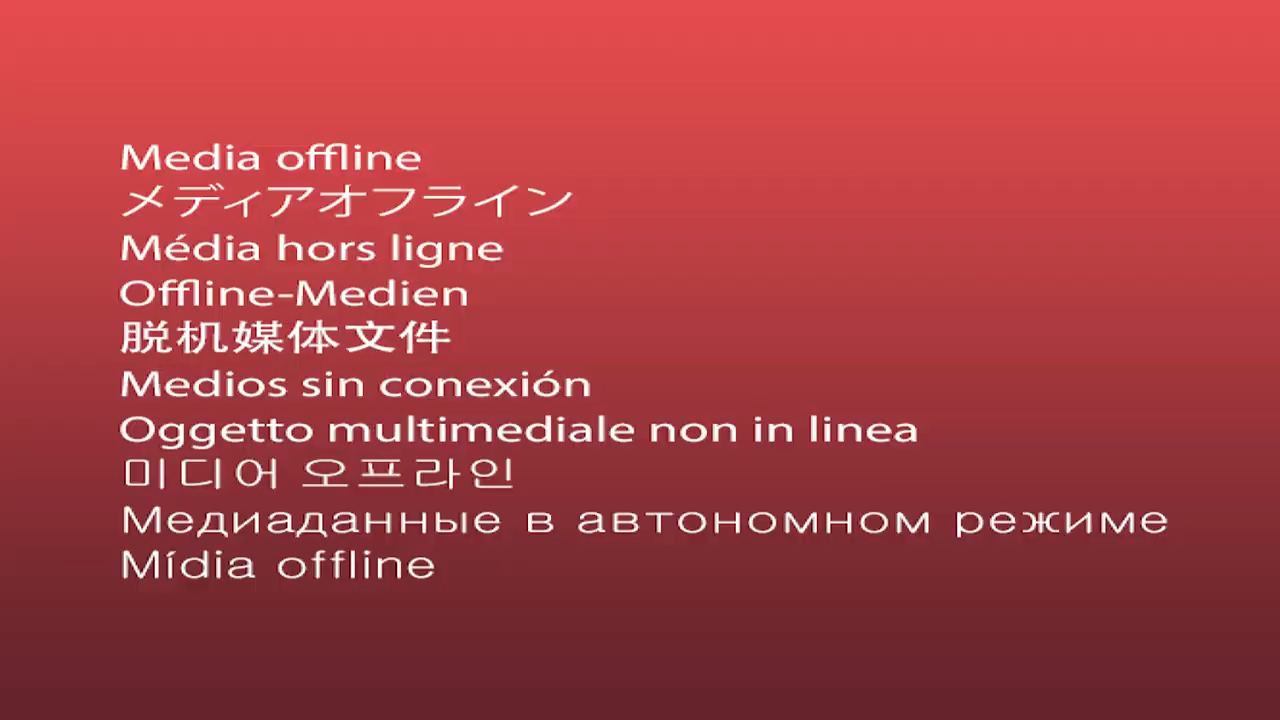 Media offline
メディアオフライン
Média hors ligne
Offline-Medien
脱机媒体文件
Medios sin conexión
Oggetto multimediale non in linea
미디어 오프라인
Медиаданные в автономном режиме
Mídia offline